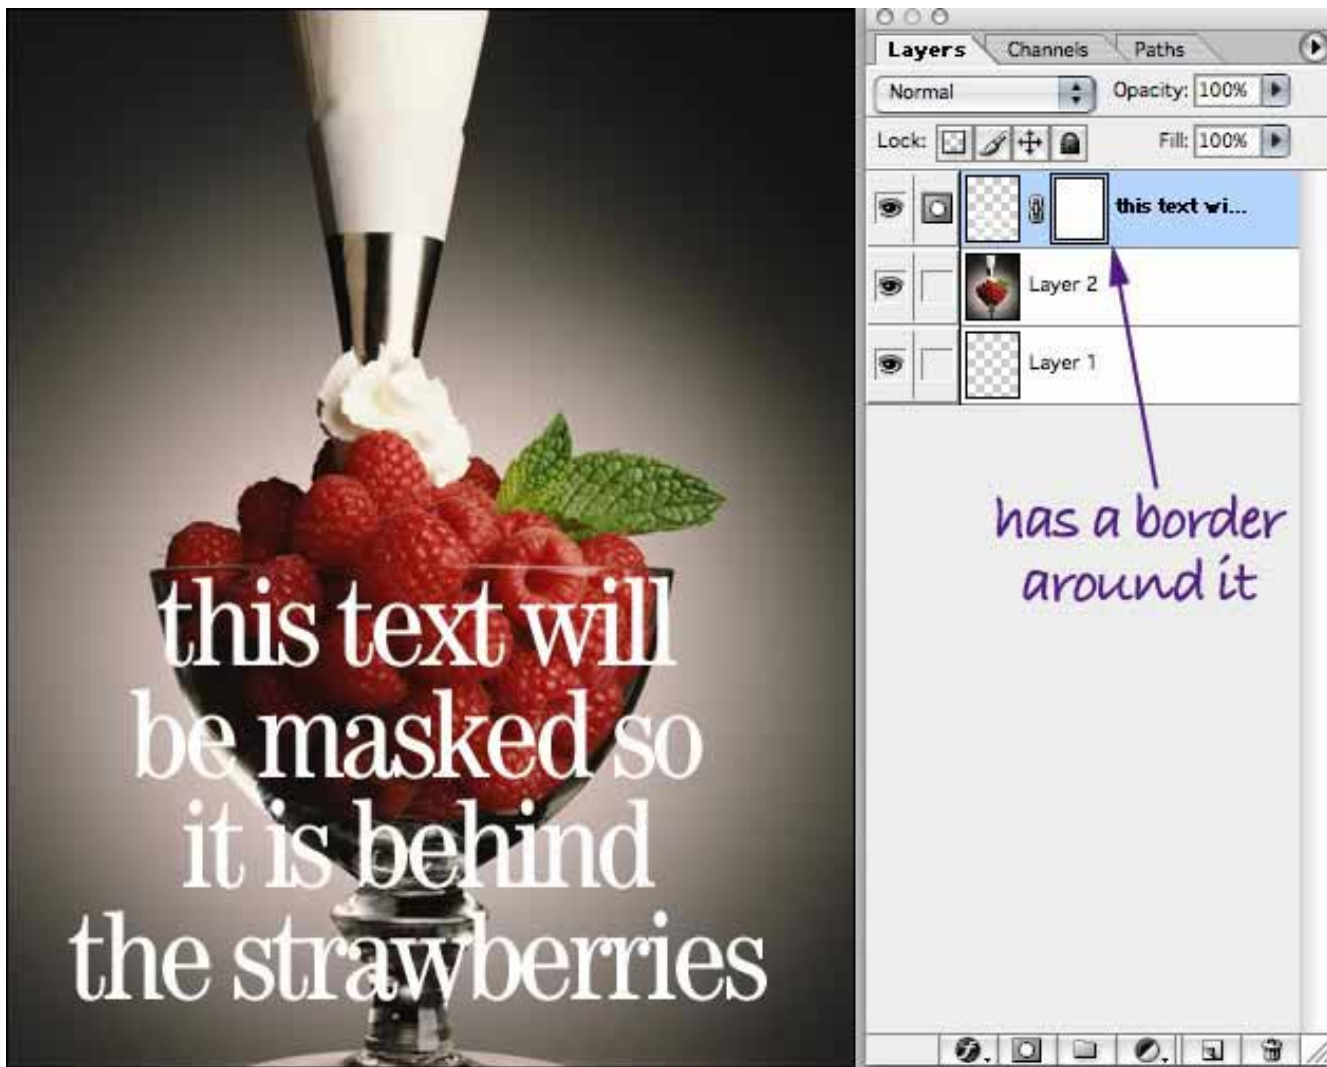 this text will
be masked so
it is behind
the strawberries
Layers Channels Paths
Normal Opacity: 100%
Lock: Fill: 100%
this text wi...
Layer 2
Layer 1
has a border
around it